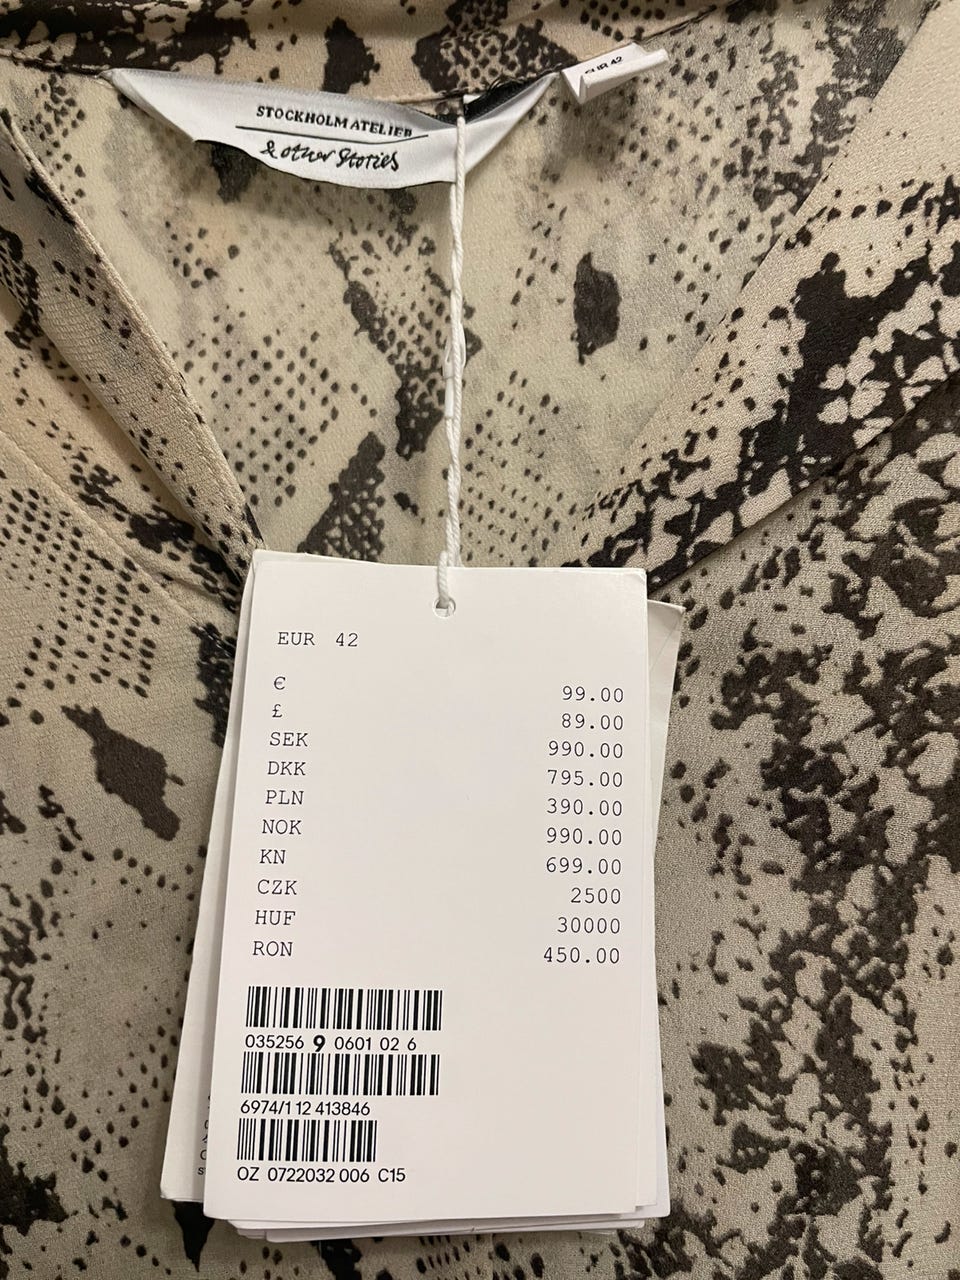 STOCKHOLM ATELIER
& other Stories
EUR 42
EUR 42
€ 99.00
£ 89.00
SEK 990.00
DKK 795.00
PLN 390.00
NOK 990.00
KN 699.00
CZK 2500
HUF 30000
RON 450.00
035256 9 0601 02 6
6974/1 12 413846
OZ 0722032 006 C15